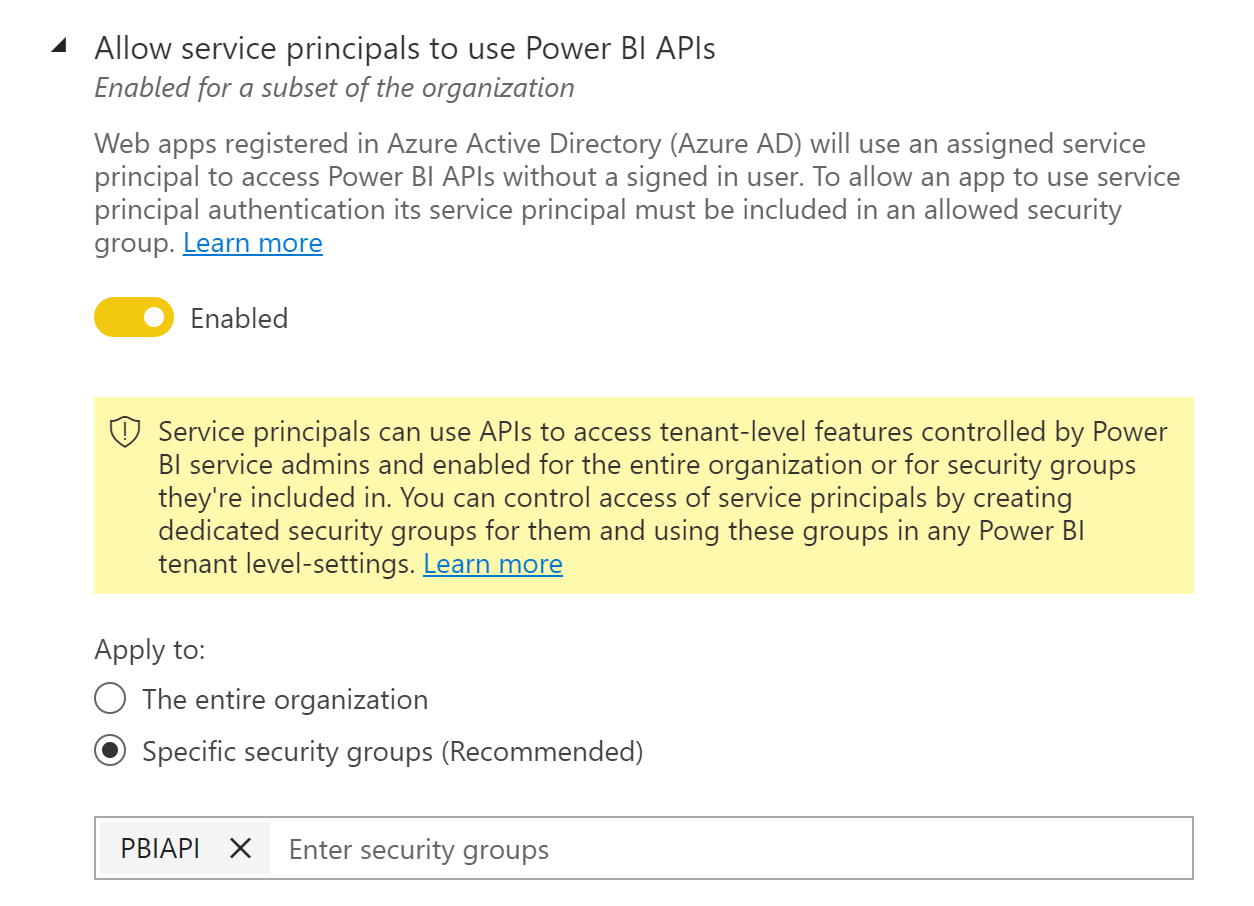 Allow service principals to use Power BI APIs
Enabled for a subset of the organization
Web apps registered in Azure Active Directory (Azure AD) will use an assigned service
principal to access Power BI APIs without a signed in user. To allow an app to use service
principal authentication its service principal must be included in an allowed security
group. Learn more
Enabled
Service principals can use APIs to access tenant-level features controlled by Power
BI service admins and enabled for the entire organization or for security groups
they're included in. You can control access of service principals by creating
dedicated security groups for them and using these groups in any Power BI
tenant level-settings. Learn more
Apply to:
The entire organization
Specific security groups (Recommended)
PBIAPI Enter security groups